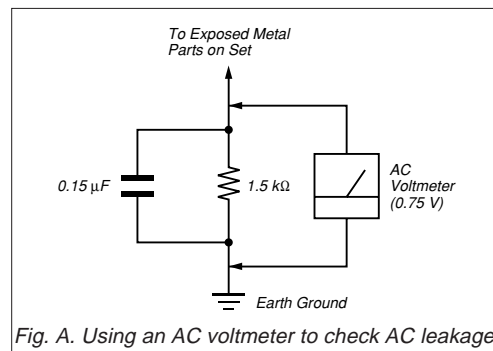 To Exposed Metal
Parts on Set
0.15 µF
1.5 kΩ
AC
Voltmeter
(0.75 V)
Earth Ground
Fig. A. Using an AC voltmeter to check AC leakage